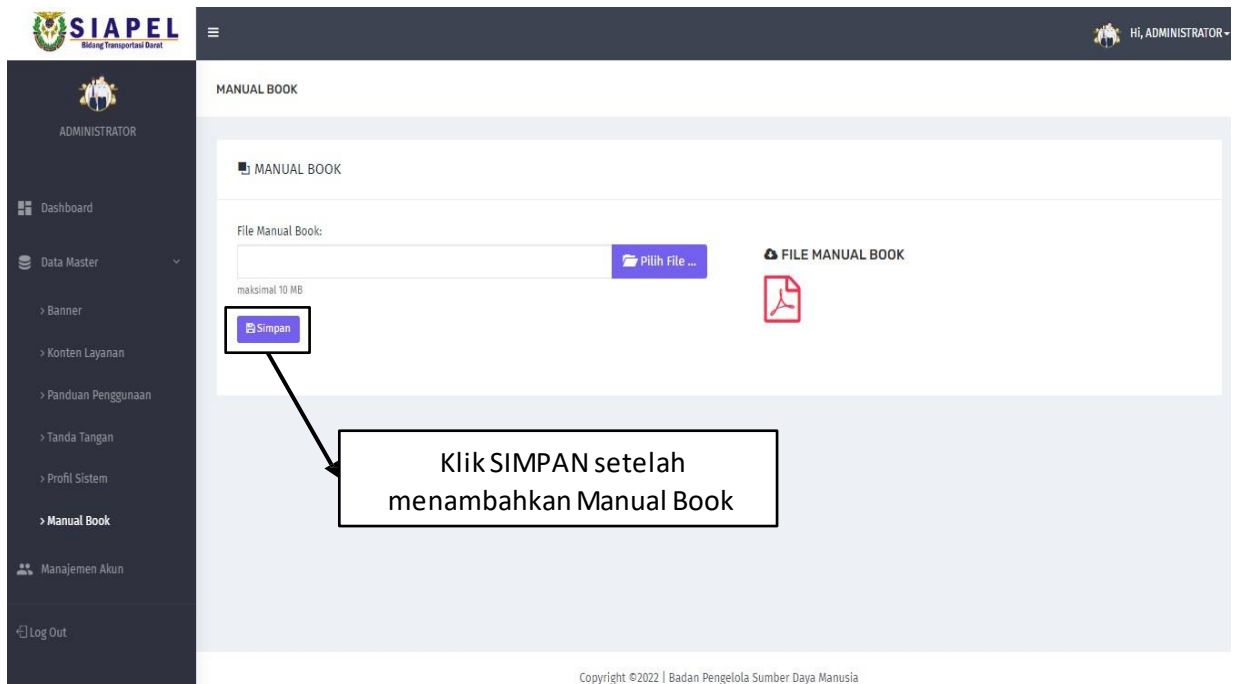 SIAPEL
Bidang Transportasi Darat
Hi, ADMINISTRATOR
ADMINISTRATOR
Dashboard
Data Master
> Banner
> Konten Layanan
> Panduan Penggunaan
> Tanda Tangan
> Profil Sistem
> Manual Book
Manajemen Akun
Log Out
MANUAL BOOK
MANUAL BOOK
File Manual Book:
Pilih File ...
maksimal 10 MB
Simpan
FILE MANUAL BOOK
Klik SIMPAN setelah
menambahkan Manual Book
Copyright ©2022 | Badan Pengelola Sumber Daya Manusia